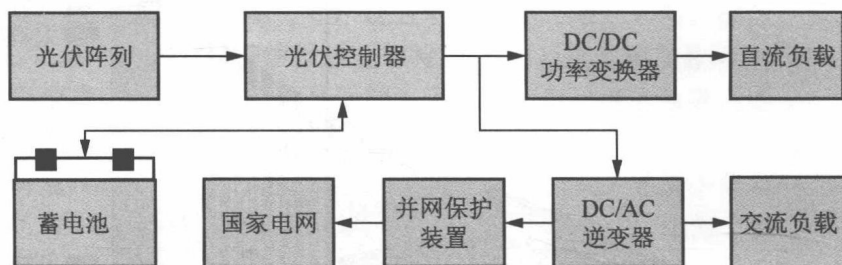 光伏阵列
光伏控制器
DC/DC
功率变换器
直流负载
蓄电池
国家电网
并网保护
装置
DC/AC
逆变器
交流负载